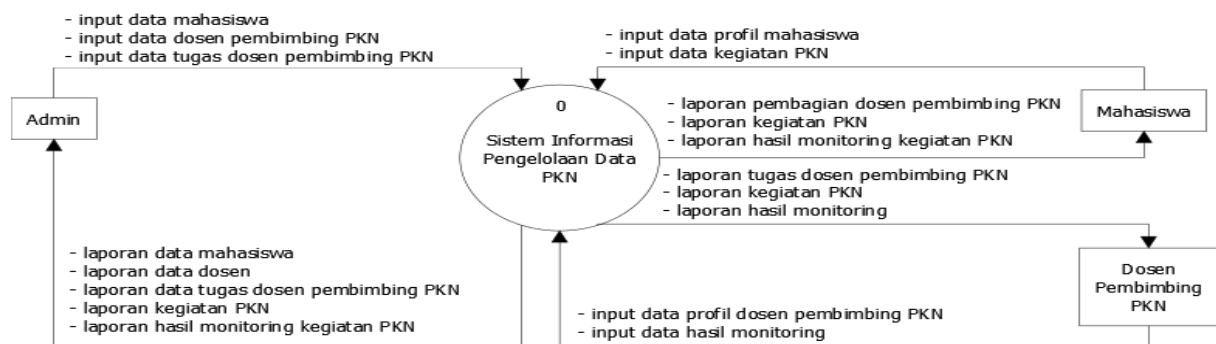 - input data mahasiswa
- input data dosen pembimbing PKN
- input data tugas dosen pembimbing PKN
- input data profil mahasiswa
- input data kegiatan PKN
Admin
0
Sistem Informasi
Pengelolaan Data
PKN
- laporan pembagian dosen pembimbing PKN
- laporan kegiatan PKN
- laporan hasil monitoring kegiatan PKN
Mahasiswa
- laporan tugas dosen pembimbing PKN
- laporan kegiatan PKN
- laporan hasil monitoring
- laporan data mahasiswa
- laporan data dosen
- laporan data tugas dosen pembimbing PKN
- laporan kegiatan PKN
- laporan hasil monitoring kegiatan PKN
- input data profil dosen pembimbing PKN
- input data hasil monitoring
Dosen
Pembimbing
PKN